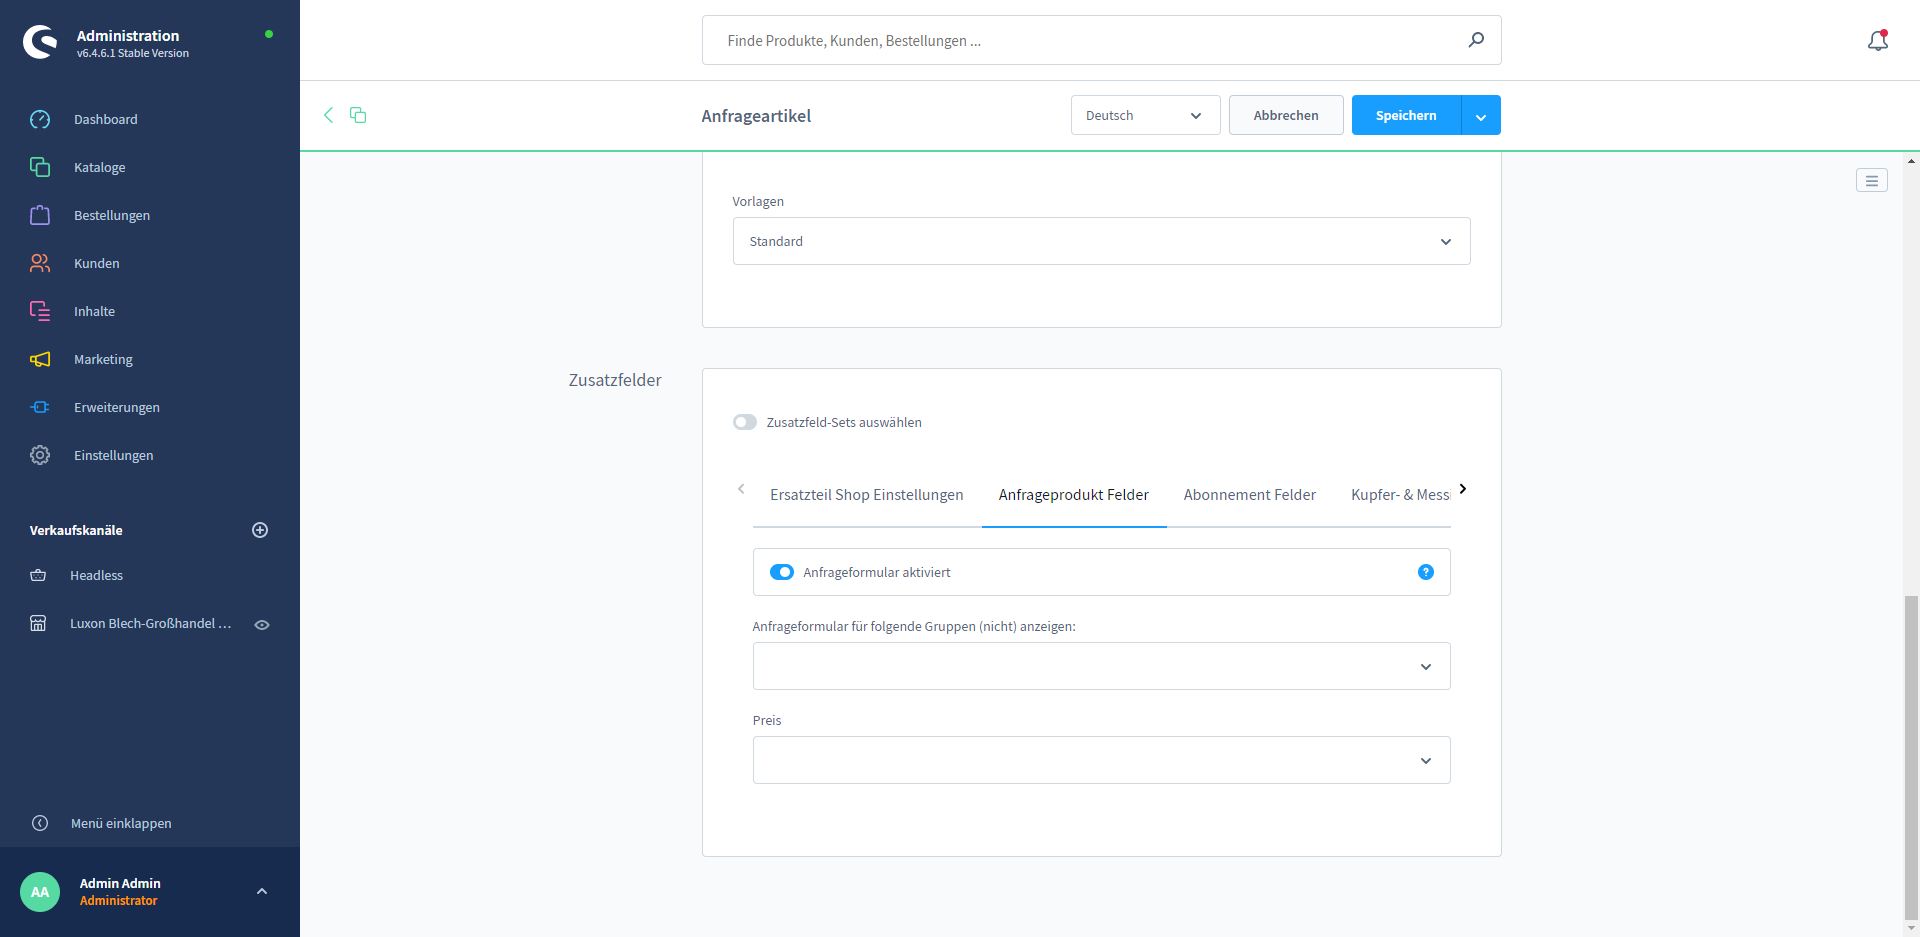 Administration
v6.4.6.1 Stable Version
Dashboard
Kataloge
Bestellungen
Kunden
Inhalte
Marketing
Erweiterungen
Einstellungen
Verkaufskanäle
Headless
Luxon Blech-Großhandel ...
Menü einklappen
AA
Admin Admin
Administrator
Finde Produkte, Kunden, Bestellungen ...
Anfrageartikel
Deutsch
Abbrechen
Speichern
Vorlagen
Standard
Zusatzfelder
Zusatzfeld-Sets auswählen
Ersatzteil Shop Einstellungen
Anfrageprodukt Felder
Abonnement Felder
Kupfer- & Messi
Anfrageformular aktiviert
?
Anfrageformular für folgende Gruppen (nicht) anzeigen:
Preis